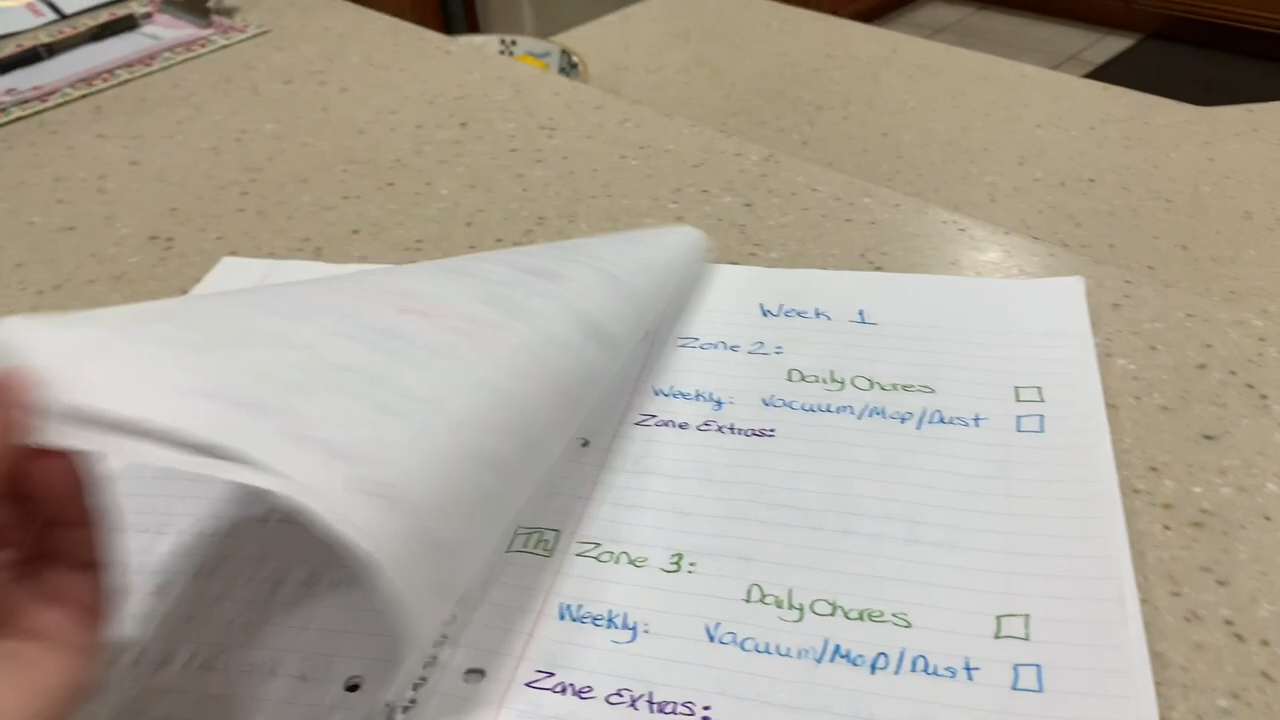 Week 1
Zone 2:
Daily Chores
Weekly: Vacuum/Mop/Dust
Zone Extras:
Th Zone 3:
Daily Chores
Weekly: Vacuum/Mop/Dust
Zone Extras: